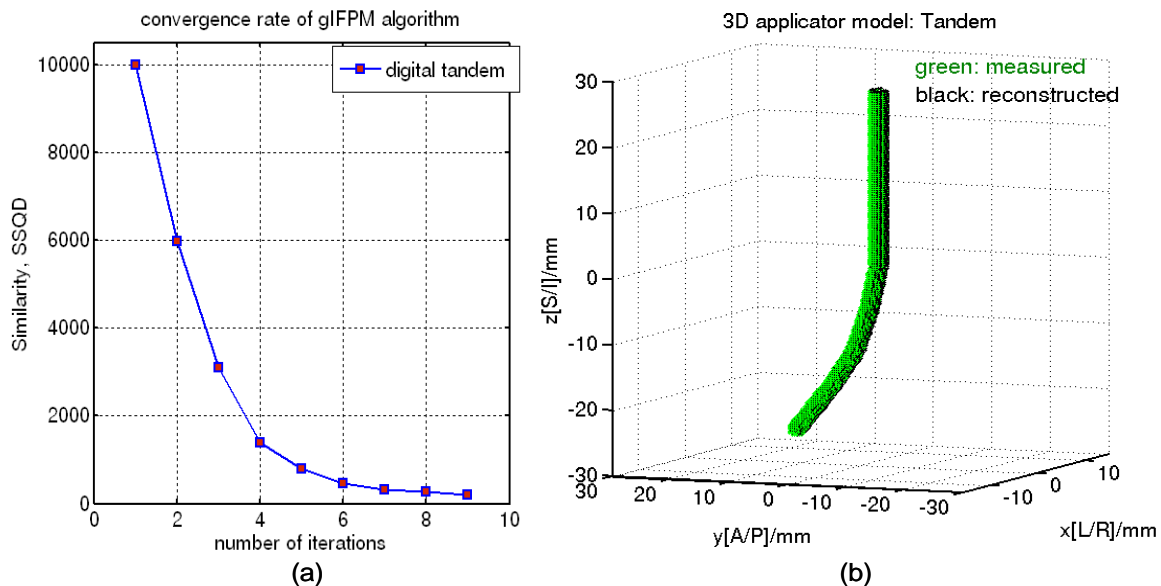 convergence rate of gIFPM algorithm
digital tandem
10000
8000
6000
4000
2000
0
0 2 4 6 8 10
Similarity, SSQD
number of iterations
(a)
3D applicator model: Tandem
green: measured
black: reconstructed
30
20
10
0
-10
-20
-30
z[S/I]/mm
30 20 10 0 -10 -20 -30
y[A/P]/mm
-10 0 10
x[L/R]/mm
(b)